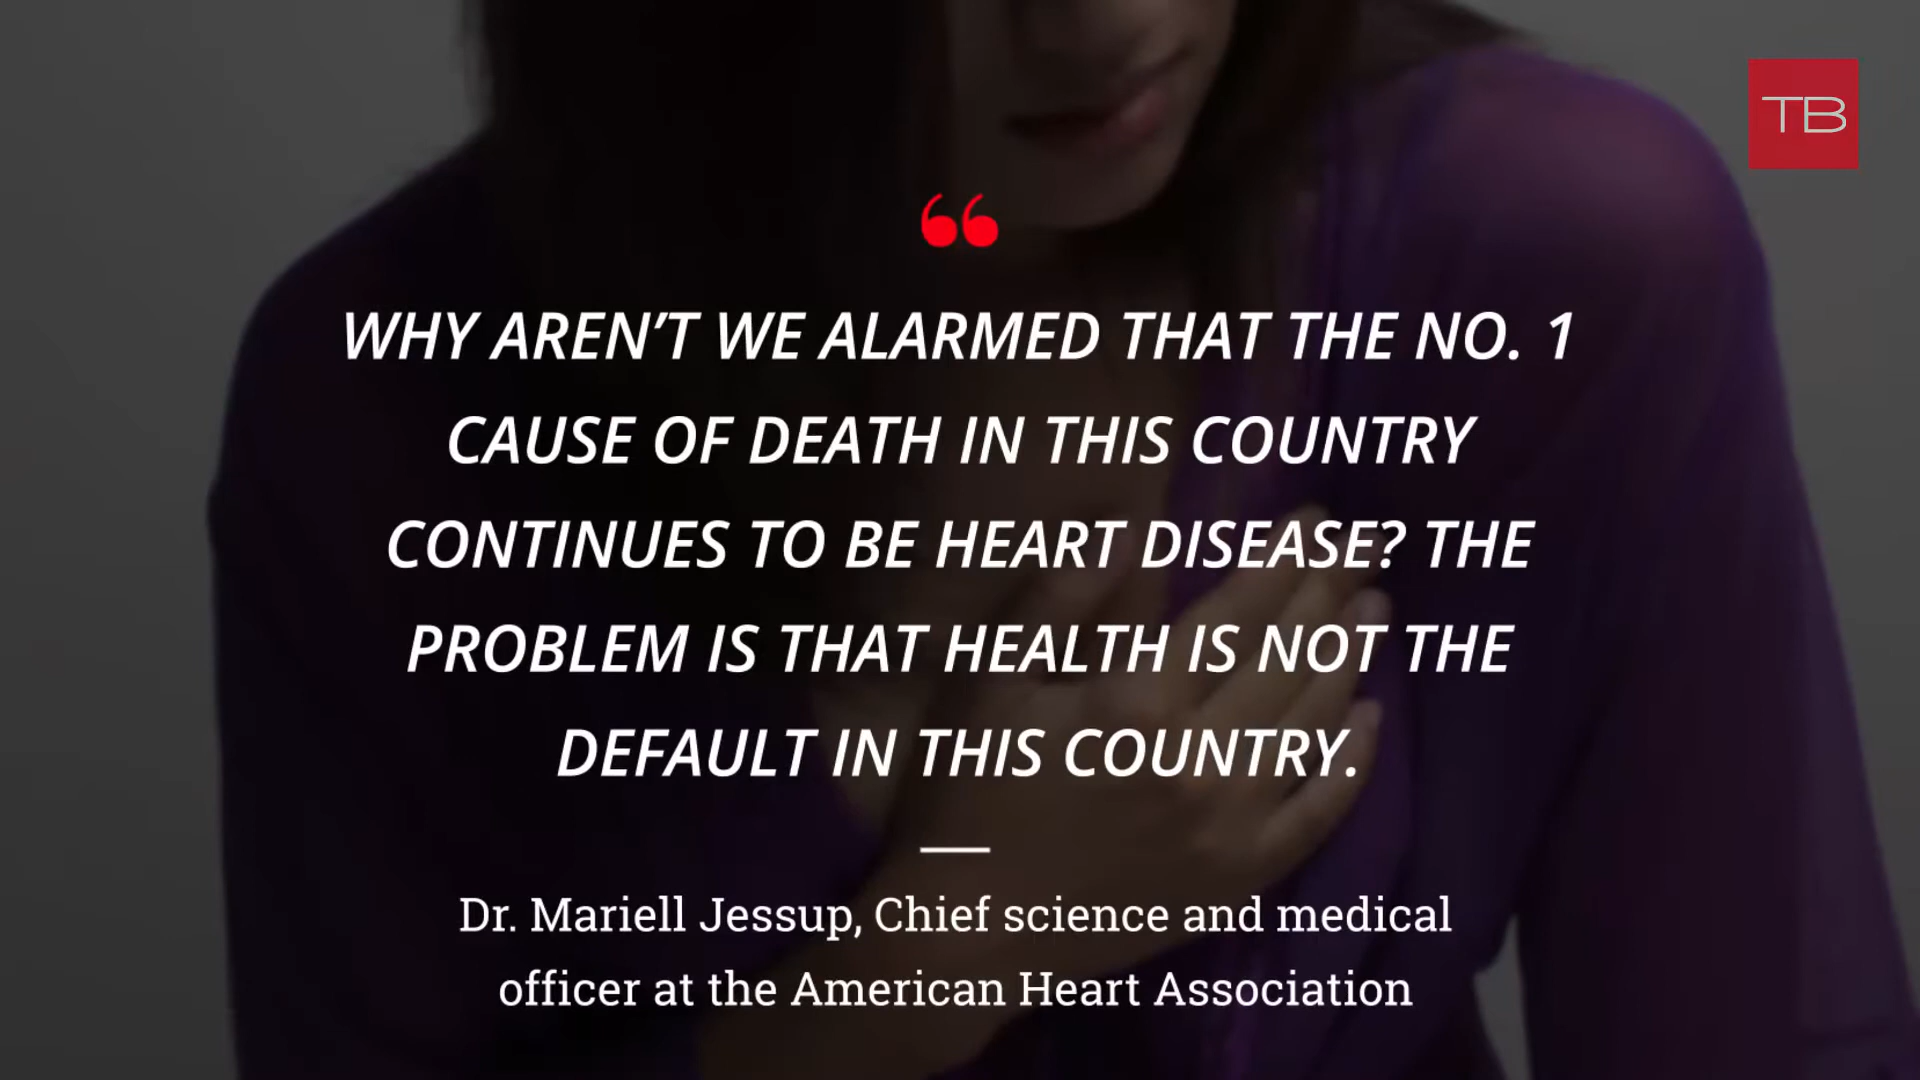 TB
❝
WHY AREN’T WE ALARMED THAT THE NO. 1
CAUSE OF DEATH IN THIS COUNTRY
CONTINUES TO BE HEART DISEASE? THE
PROBLEM IS THAT HEALTH IS NOT THE
DEFAULT IN THIS COUNTRY.
Dr. Mariell Jessup, Chief science and medical
officer at the American Heart Association